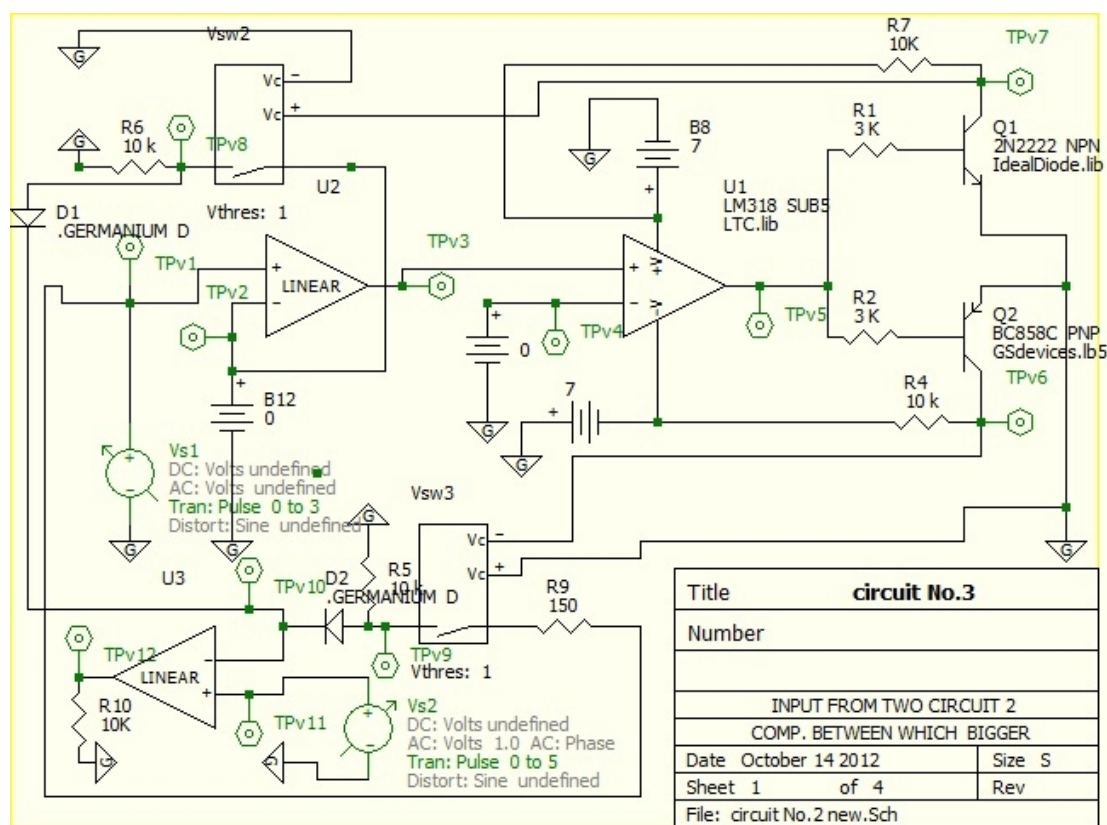 Vsw2
G
Vc
-
Vc
+
R7
10K
TPv7
G
R6
10 k
TPv8
U2
Vthres: 1
B8
7
+
G
R1
3 K
Q1
2N2222 NPN
IdealDiode.lib
U1
LM318 SUB5
LTC.lib
D1
.GERMANIUM D
TPv1
TPv2
+
-
LINEAR
TPv3
+
-
+V
-V
+
0
TPv4
TPv5
R2
3 K
Q2
BC858C PNP
GSdevices.lb5
TPv6
R4
10 k
7
+
G
G
+
B12
0
+
-
Vs1
DC: Volts undefined
AC: Volts undefined
Tran: Pulse 0 to 3
Distort: Sine undefined
G
G
G
G
Vsw3
Vc
-
Vc
+
U3
TPv10
D2
.GERMANIUM D
R5
10 k
R9
150
TPv9
Vthres: 1
TPv12
LINEAR
-
+
R10
10K
G
TPv11
G
+
-
Vs2
DC: Volts undefined
AC: Volts 1.0 AC: Phase
Tran: Pulse 0 to 5
Distort: Sine undefined
Title circuit No.3
Number
INPUT FROM TWO CIRCUIT 2
COMP. BETWEEN WHICH BIGGER
Date October 14 2012 Size S
Sheet 1 of 4 Rev
File: circuit No.2 new.Sch